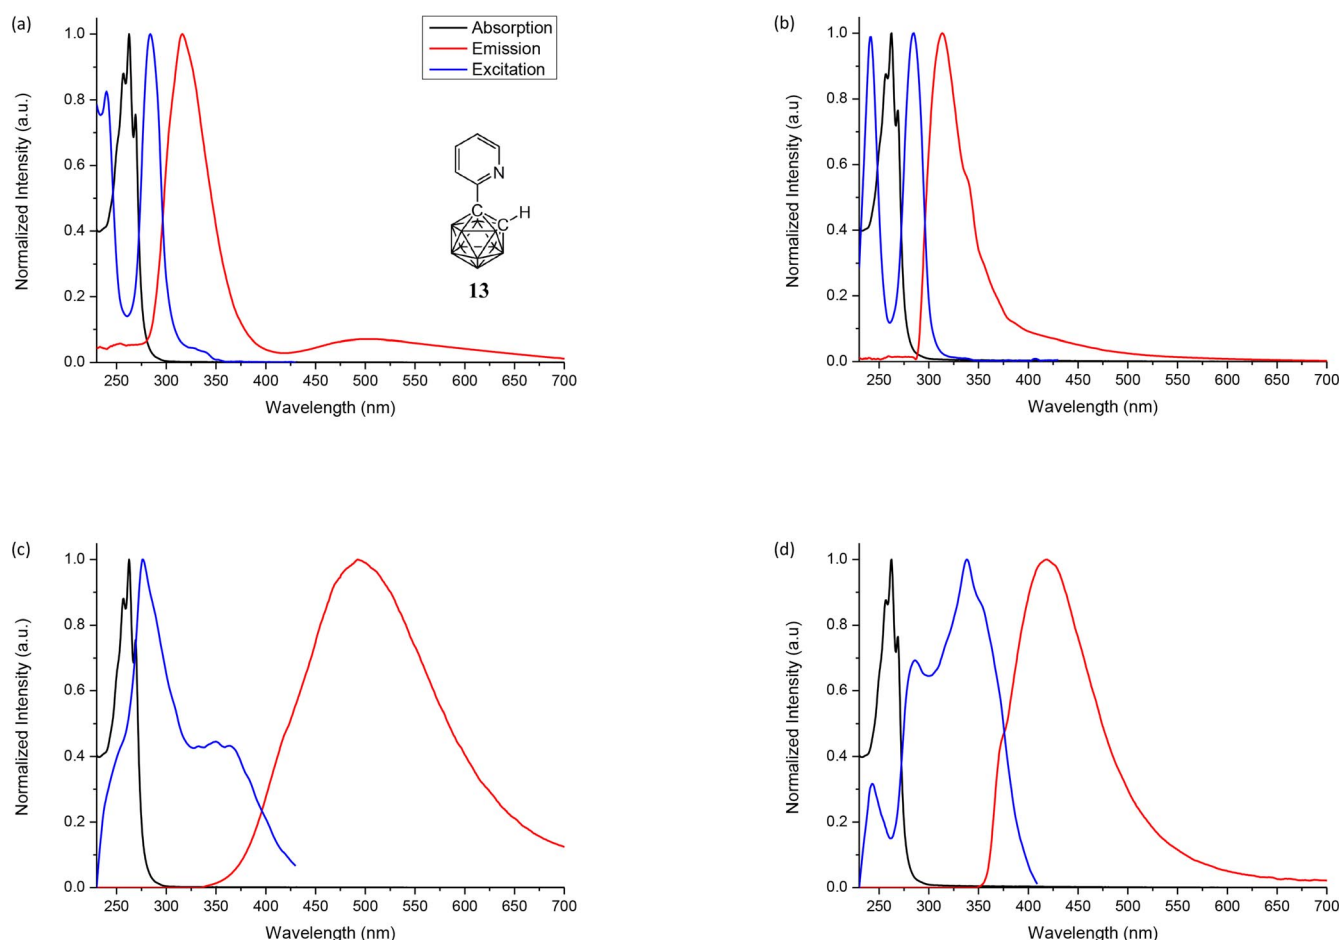 (a)
Absorption
Emission
Excitation
1.0
0.8
0.6
0.4
0.2
0.0
Normalized Intensity (a.u.)
N
C
C
H
13
250 300 350 400 450 500 550 600 650 700
Wavelength (nm)
(b)
1.0
0.8
0.6
0.4
0.2
0.0
Normalized Intensity (a.u)
250 300 350 400 450 500 550 600 650 700
Wavelength (nm)
(c)
1.0
0.8
0.6
0.4
0.2
0.0
Normalized Intensity (a.u.)
250 300 350 400 450 500 550 600 650 700
Wavelength (nm)
(d)
1.0
0.8
0.6
0.4
0.2
0.0
Normalized Intensity (a.u)
250 300 350 400 450 500 550 600 650 700
Wavelength (nm)